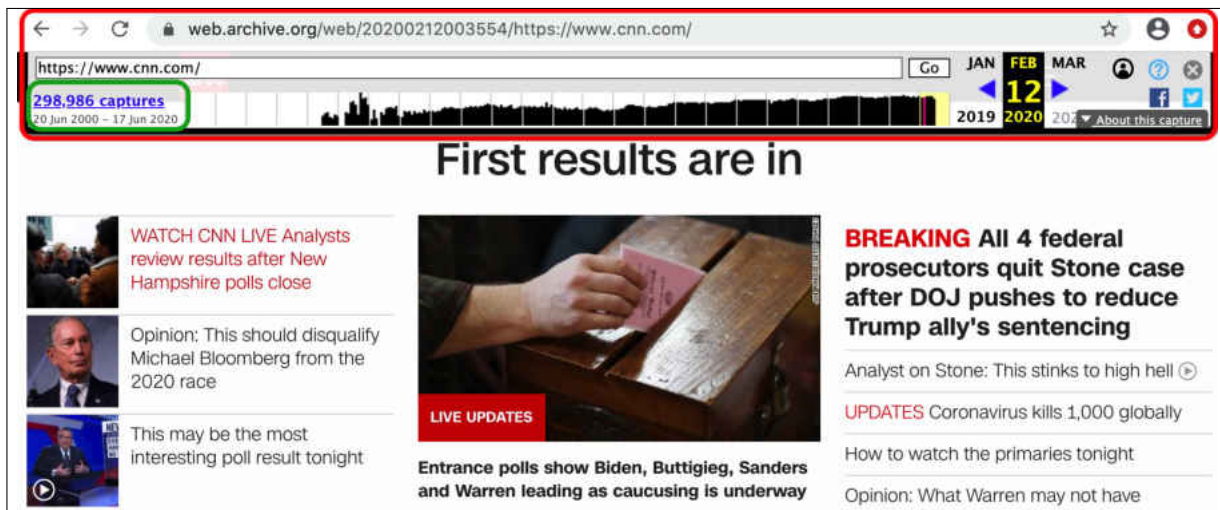 web.archive.org/web/20200212003554/https://www.cnn.com/
https://www.cnn.com/
Go
JAN FEB MAR
298,986 captures
12
20 Jun 2000 – 17 Jun 2020
2019 2020
About this capture
First results are in
WATCH CNN LIVE Analysts
review results after New
Hampshire polls close
Opinion: This should disqualify
Michael Bloomberg from the
2020 race
This may be the most
interesting poll result tonight
LIVE UPDATES
Entrance polls show Biden, Buttigieg, Sanders
and Warren leading as caucusing is underway
BREAKING All 4 federal
prosecutors quit Stone case
after DOJ pushes to reduce
Trump ally's sentencing
Analyst on Stone: This stinks to high hell
UPDATES Coronavirus kills 1,000 globally
How to watch the primaries tonight
Opinion: What Warren may not have